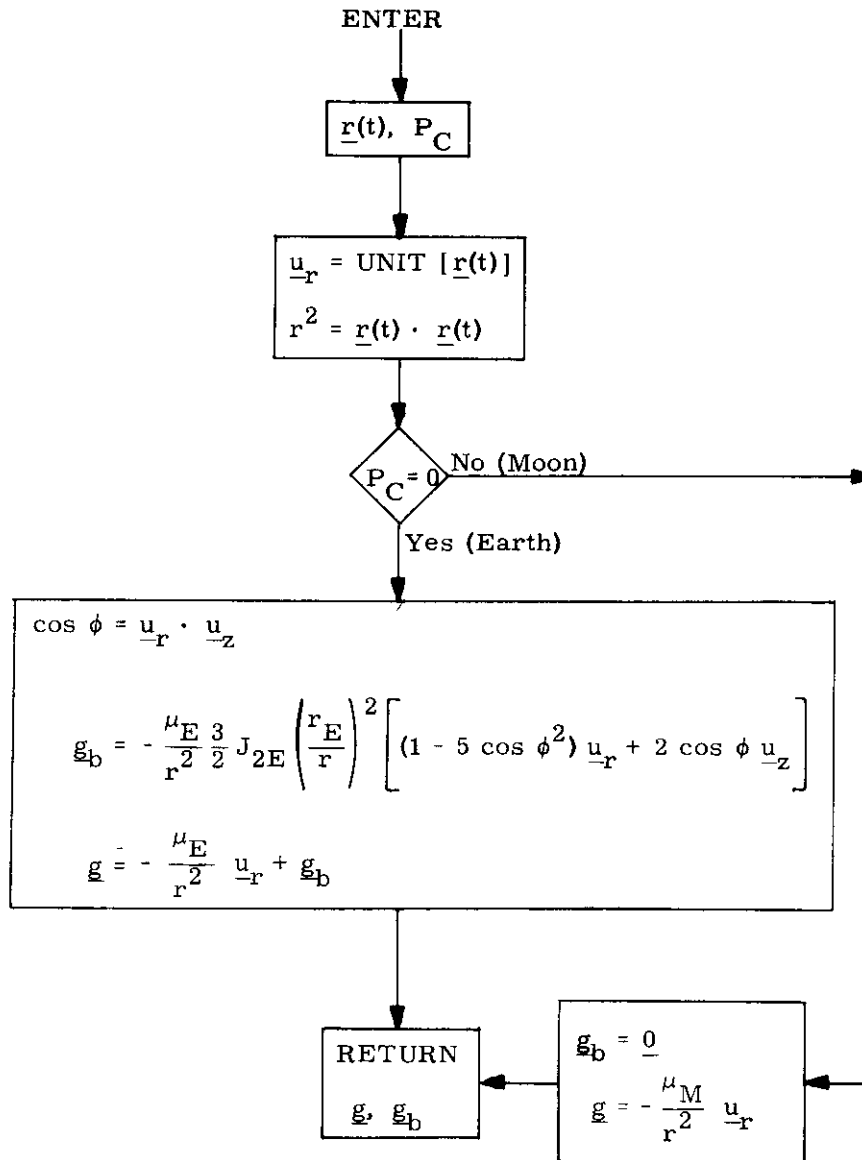 ENTER
r(t), P_C
u_r = UNIT [r(t)]
r^2 = r(t) · r(t)
P_C = 0
No (Moon)
Yes (Earth)
cos φ = u_r · u_z
g_b = - μ_E/r^2 3/2 J_2E (r_E/r)^2 [(1 - 5 cos φ^2) u_r + 2 cos φ u_z]
g = - μ_E/r^2 u_r + g_b
g_b = 0
g = - μ_M/r^2 u_r
RETURN
g, g_b